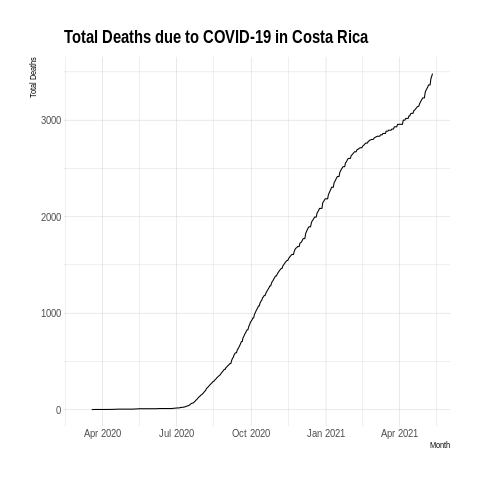 Total Deaths due to COVID-19 in Costa Rica
Total Deaths
3000
2000
1000
0
Apr 2020 Jul 2020 Oct 2020 Jan 2021 Apr 2021
Month